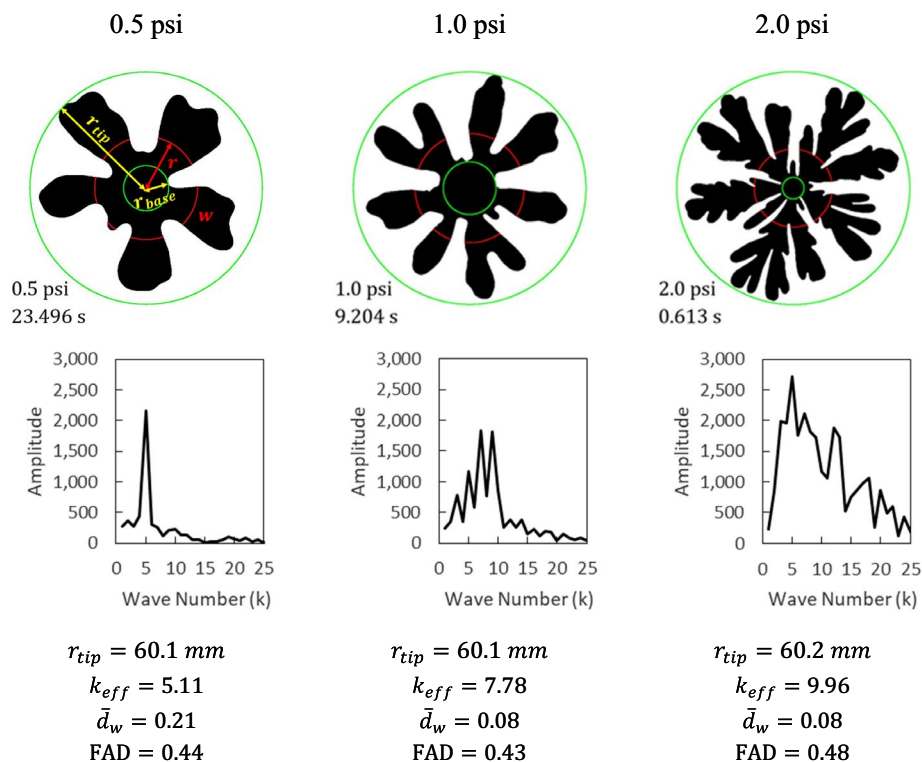 0.5 psi
1.0 psi
2.0 psi
r tip
r
r base
w
0.5 psi
23.496 s
1.0 psi
9.204 s
2.0 psi
0.613 s
3,000
2,500
2,000
1,500
1,000
500
0
Amplitude
0 5 10 15 20 25
Wave Number (k)
3,000
2,500
2,000
1,500
1,000
500
0
Amplitude
0 5 10 15 20 25
Wave Number (k)
3,000
2,500
2,000
1,500
1,000
500
0
Amplitude
0 5 10 15 20 25
Wave Number (k)
r_tip = 60.1 mm
k_eff = 5.11
d̄_w = 0.21
FAD = 0.44
r_tip = 60.1 mm
k_eff = 7.78
d̄_w = 0.08
FAD = 0.43
r_tip = 60.2 mm
k_eff = 9.96
d̄_w = 0.08
FAD = 0.48